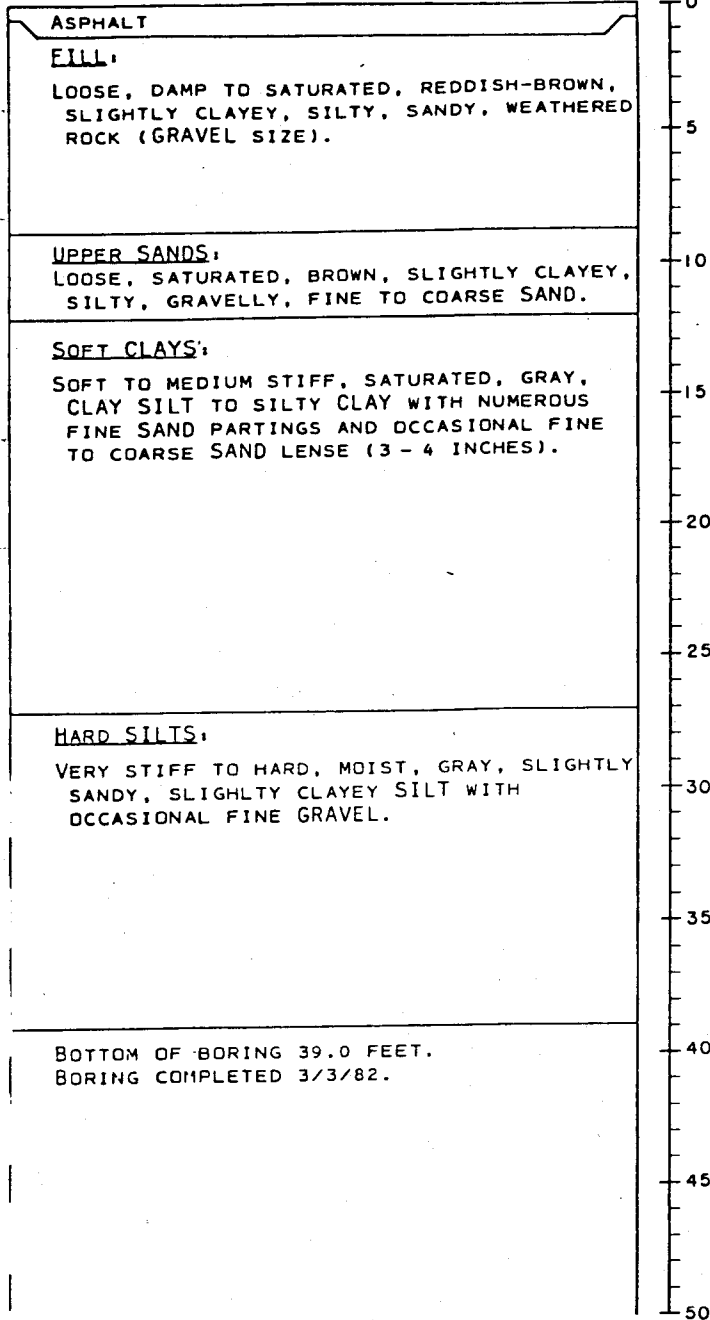 ASPHALT
0
FILL:
LOOSE, DAMP TO SATURATED, REDDISH-BROWN,
SLIGHTLY CLAYEY, SILTY, SANDY, WEATHERED
ROCK (GRAVEL SIZE).
5
UPPER SANDS:
LOOSE, SATURATED, BROWN, SLIGHTLY CLAYEY,
SILTY, GRAVELLY, FINE TO COARSE SAND.
10
SOFT CLAYS:
SOFT TO MEDIUM STIFF, SATURATED, GRAY,
CLAY SILT TO SILTY CLAY WITH NUMEROUS
FINE SAND PARTINGS AND OCCASIONAL FINE
TO COARSE SAND LENSE (3 - 4 INCHES).
15
20
25
HARD SILTS:
VERY STIFF TO HARD, MOIST, GRAY, SLIGHTLY
SANDY, SLIGHLTY CLAYEY SILT WITH
OCCASIONAL FINE GRAVEL.
30
35
BOTTOM OF BORING 39.0 FEET.
BORING COMPLETED 3/3/82.
40
45
50